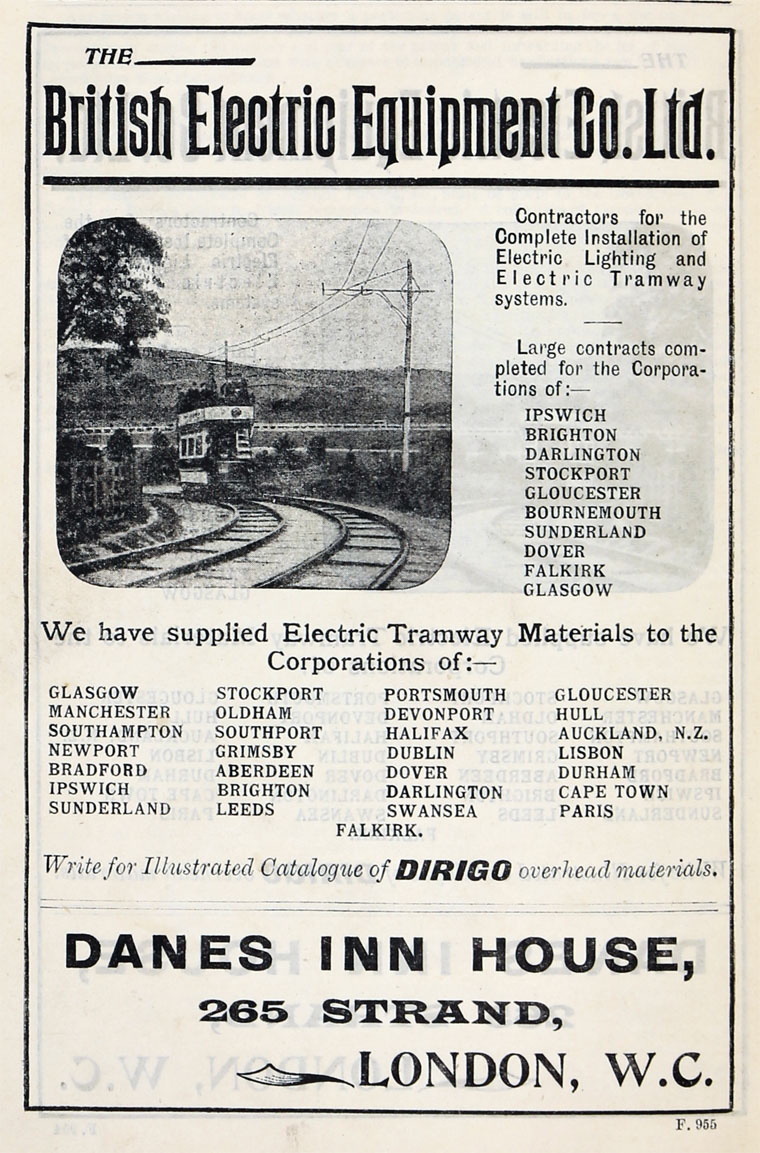 THE
British Electric Equipment Co. Ltd.
Contractors for the
Complete Installation of
Electric Lighting and
Electric Tramway
systems.
Large contracts com-
pleted for the Corpora-
tions of:—
IPSWICH
BRIGHTON
DARLINGTON
STOCKPORT
GLOUCESTER
BOURNEMOUTH
SUNDERLAND
DOVER
FALKIRK
GLASGOW
We have supplied Electric Tramway Materials to the
Corporations of:—
GLASGOW STOCKPORT PORTSMOUTH GLOUCESTER
MANCHESTER OLDHAM DEVONPORT HULL
SOUTHAMPTON SOUTHPORT HALIFAX AUCKLAND, N.Z.
NEWPORT GRIMSBY DUBLIN LISBON
BRADFORD ABERDEEN DOVER DURHAM
IPSWICH BRIGHTON DARLINGTON CAPE TOWN
SUNDERLAND LEEDS SWANSEA PARIS
FALKIRK.
Write for Illustrated Catalogue of DIRIGO overhead materials.
DANES INN HOUSE,
265 STRAND,
LONDON, W.C.
F. 955